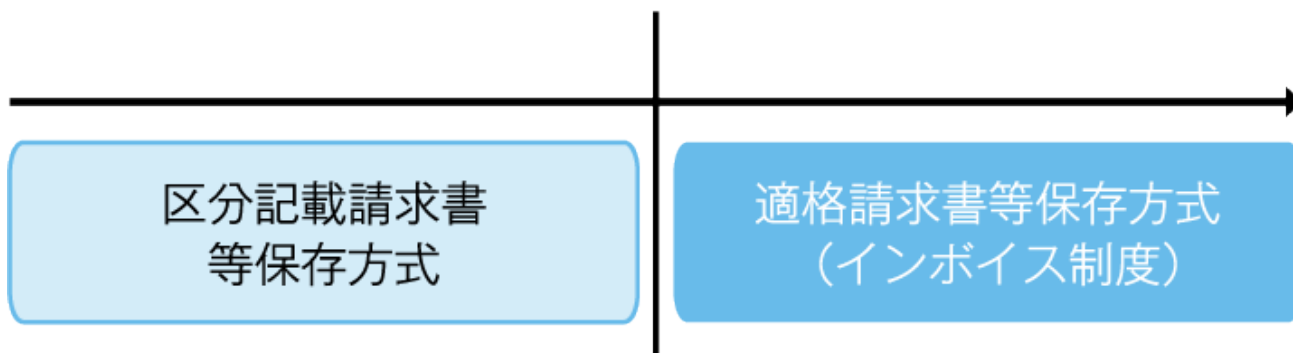 区分記載請求書
等保存方式
適格請求書等保存方式
（インボイス制度）